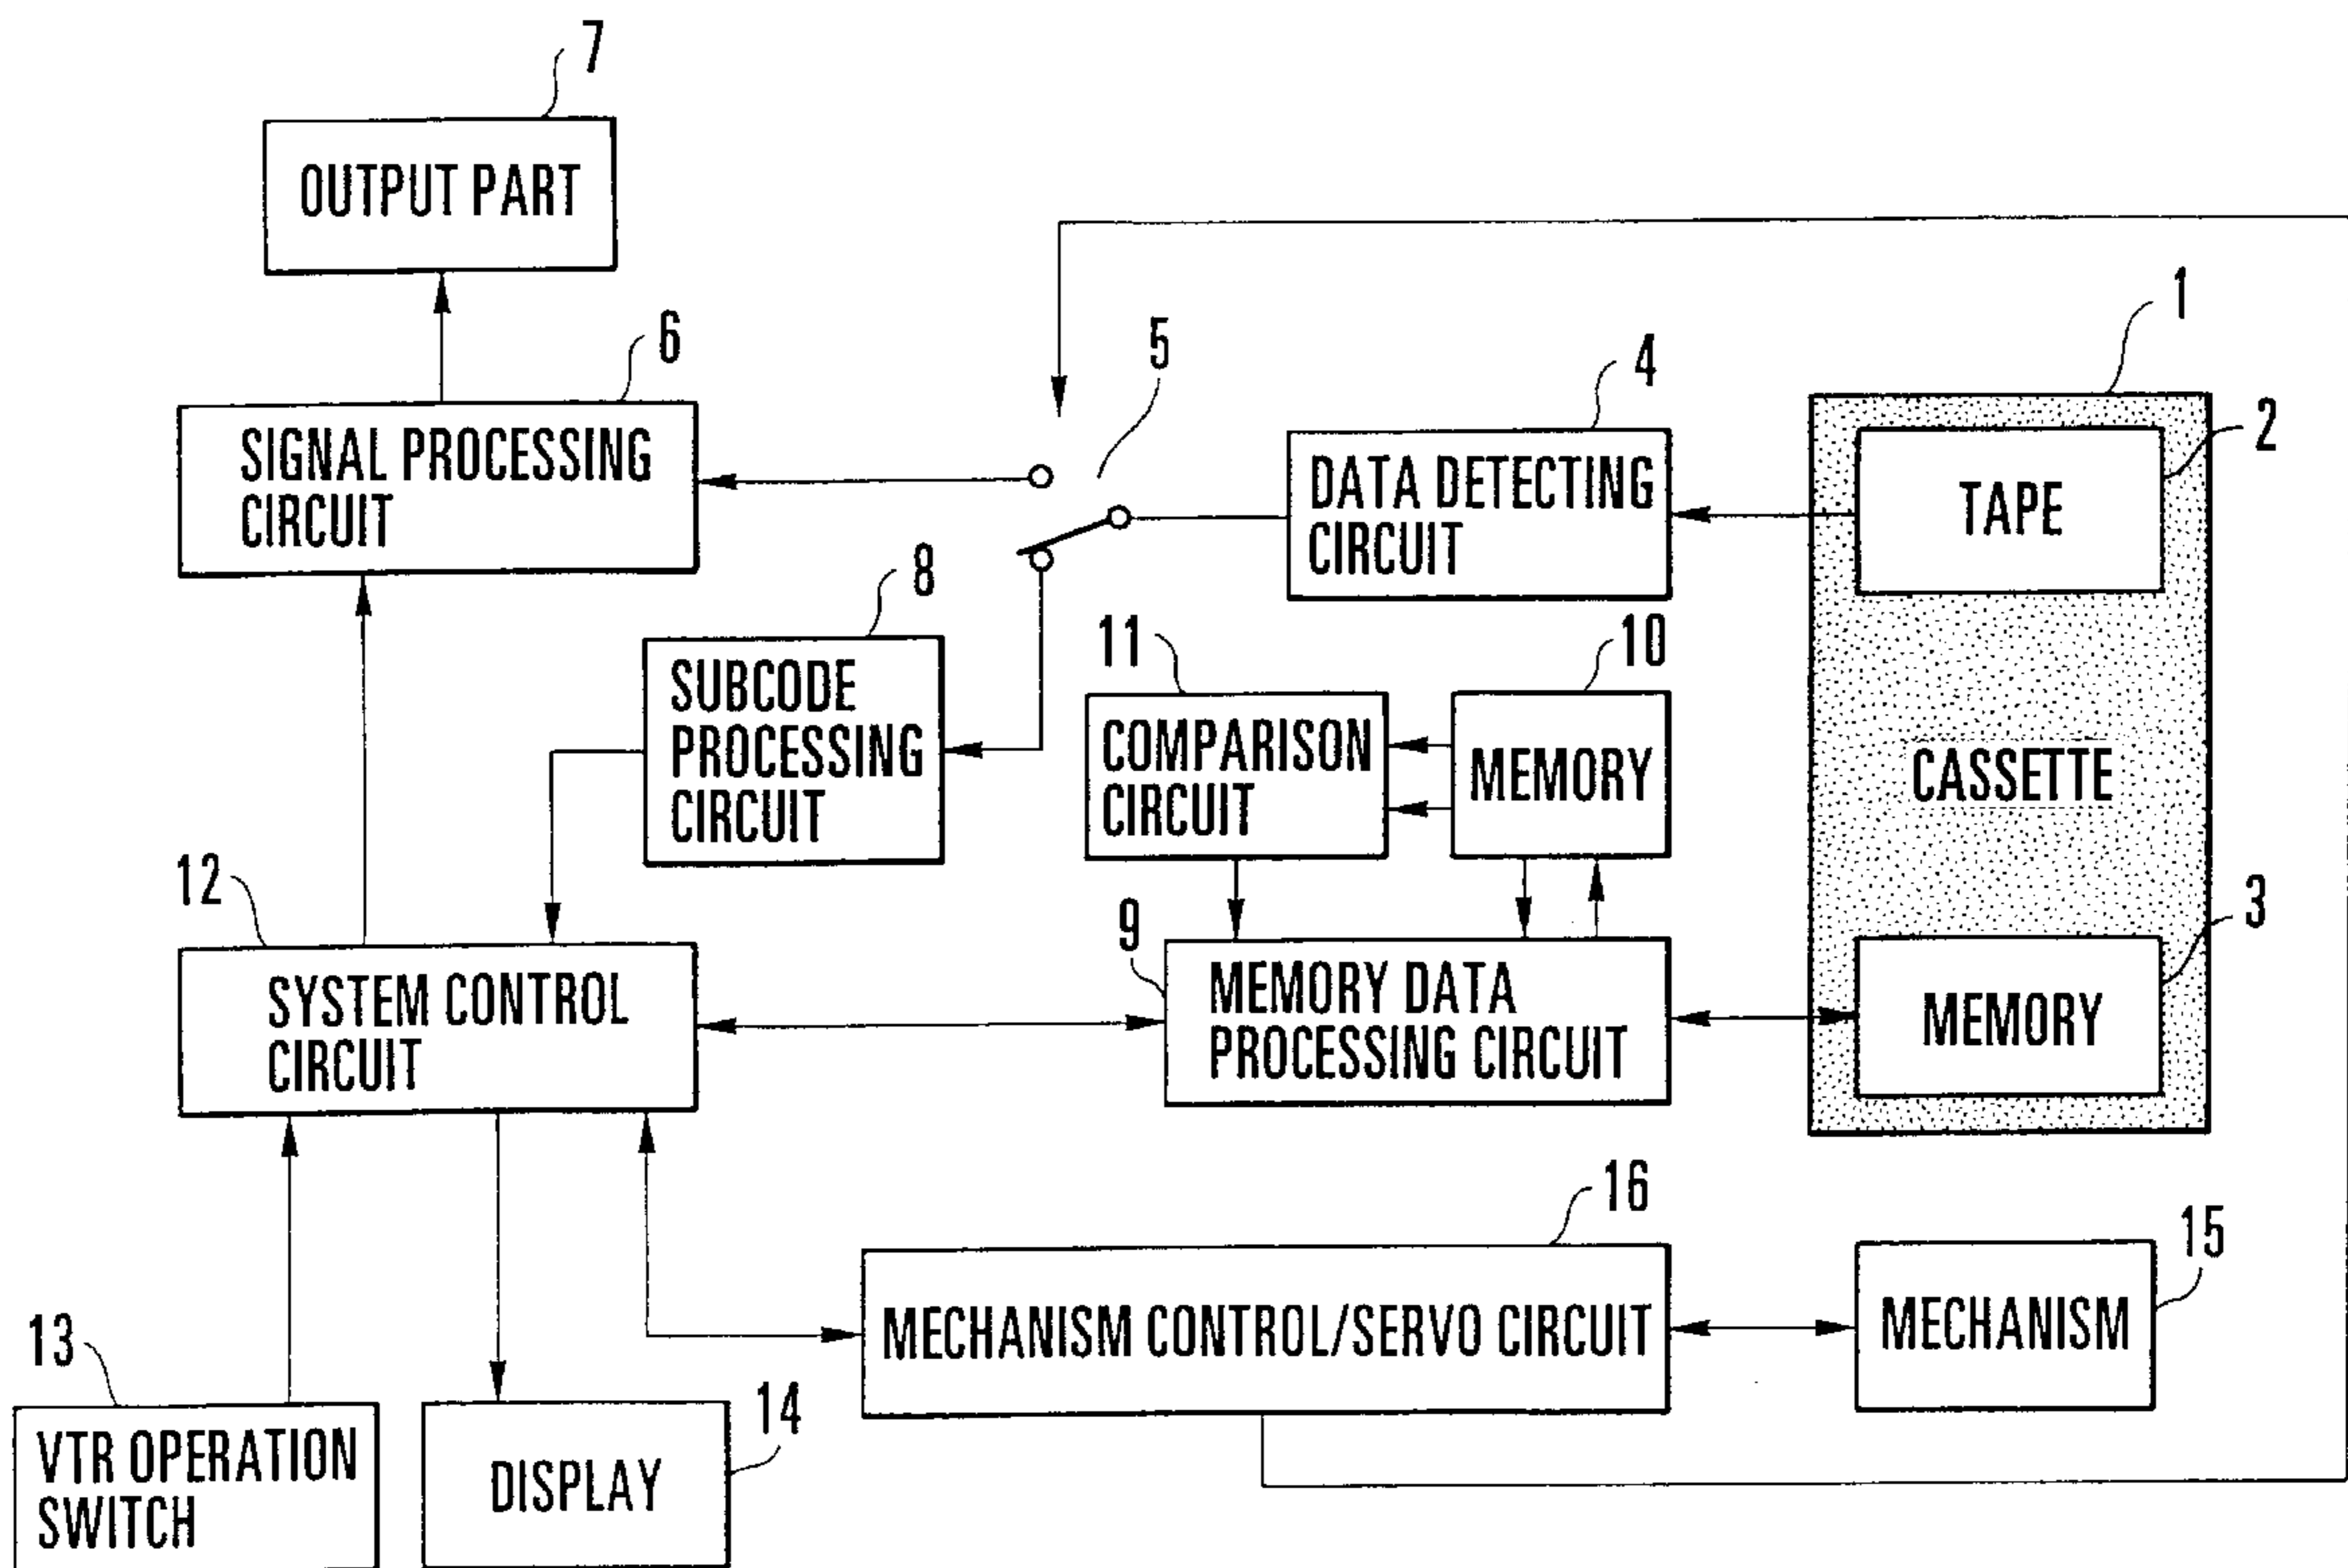 7
OUTPUT PART
6
SIGNAL PROCESSING
CIRCUIT
5
4
DATA DETECTING
CIRCUIT
1
2
TAPE
CASSETTE
3
MEMORY
8
SUBCODE
PROCESSING
CIRCUIT
11
COMPARISON
CIRCUIT
10
MEMORY
12
SYSTEM CONTROL
CIRCUIT
9
MEMORY DATA
PROCESSING CIRCUIT
16
MECHANISM CONTROL/SERVO CIRCUIT
15
MECHANISM
13
VTR OPERATION
SWITCH
14
DISPLAY